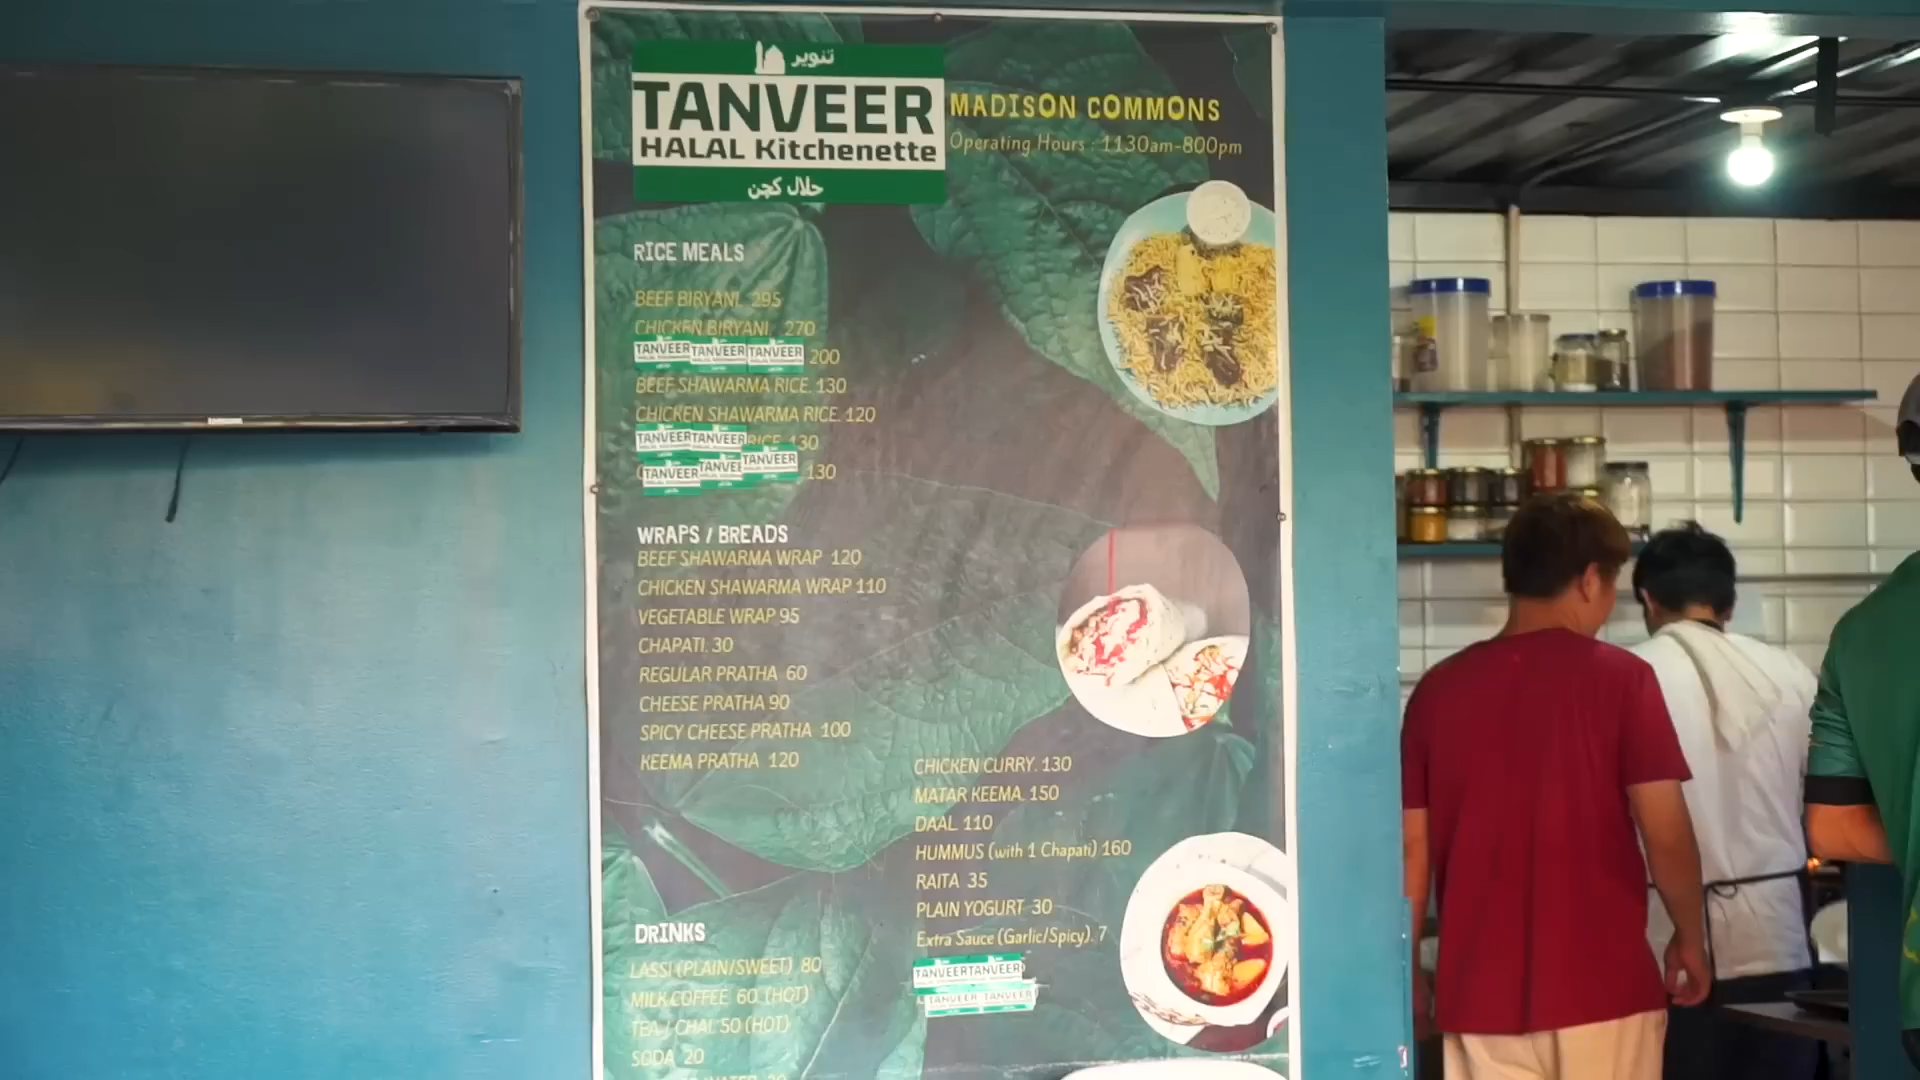 تنوير
TANVEER
HALAL Kitchenette
حلال کچن
MADISON COMMONS
Operating Hours : 1130am-800pm
RICE MEALS
BEEF BIRYANI. 295
CHICKEN BIRYANI. 270
TANVEER TANVEER TANVEER 200
BEEF SHAWARMA RICE. 130
CHICKEN SHAWARMA RICE. 120
TANVEER TANVEER RICE 130
TANVEER TANVEE TANVEER 130
WRAPS / BREADS
BEEF SHAWARMA WRAP 120
CHICKEN SHAWARMA WRAP 110
VEGETABLE WRAP 95
CHAPATI. 30
REGULAR PRATHA 60
CHEESE PRATHA 90
SPICY CHEESE PRATHA 100
KEEMA PRATHA 120
CHICKEN CURRY. 130
MATAR KEEMA. 150
DAAL. 110
HUMMUS (with 1 Chapati) 160
RAITA 35
PLAIN YOGURT 30
Extra Sauce (Garlic/Spicy). 7
TANVEER TANVEER
TANVEER TANVEER
DRINKS
LASSI (PLAIN/SWEET) 80
MILK COFFEE 60 (HOT)
TEA / CHAI 50 (HOT)
SODA 20